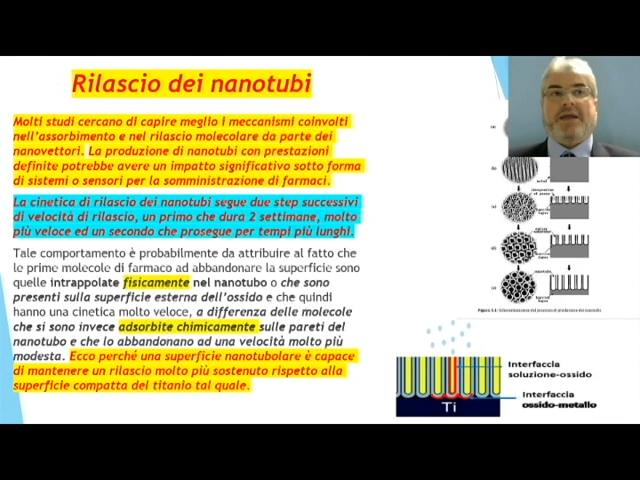 Rilascio dei nanotubi
Molti studi cercano di capire meglio i meccanismi coinvolti
nell'assorbimento e nel rilascio molecolare da parte dei
nanovettori. La produzione di nanotubi con prestazioni
definite potrebbe avere un impatto significativo sotto forma
di sistemi o sensori per la somministrazione di farmaci.
La cinetica di rilascio dei nanotubi segue due step successivi
di velocità di rilascio, un primo che dura 2 settimane, molto
più veloce ed un secondo che prosegue per tempi più lunghi.
Tale comportamento è probabilmente da attribuire al fatto che
le prime molecole di farmaco ad abbandonare la superficie sono
quelle intrappolate fisicamente nel nanotubo o che sono
presenti sulla superficie esterna dell'ossido e che quindi
hanno una cinetica molto veloce, a differenza delle molecole
che si sono invece adsorbite chimicamente sulle pareti del
nanotubo e che lo abbandonano ad una velocità molto più
modesta. Ecco perché una superficie nanotubolare è capace
di mantenere un rilascio molto più sostenuto rispetto alla
superficie compatta del titanio tal quale.
Interfaccia
soluzione-ossido
Interfaccia
ossido-metallo
Ti